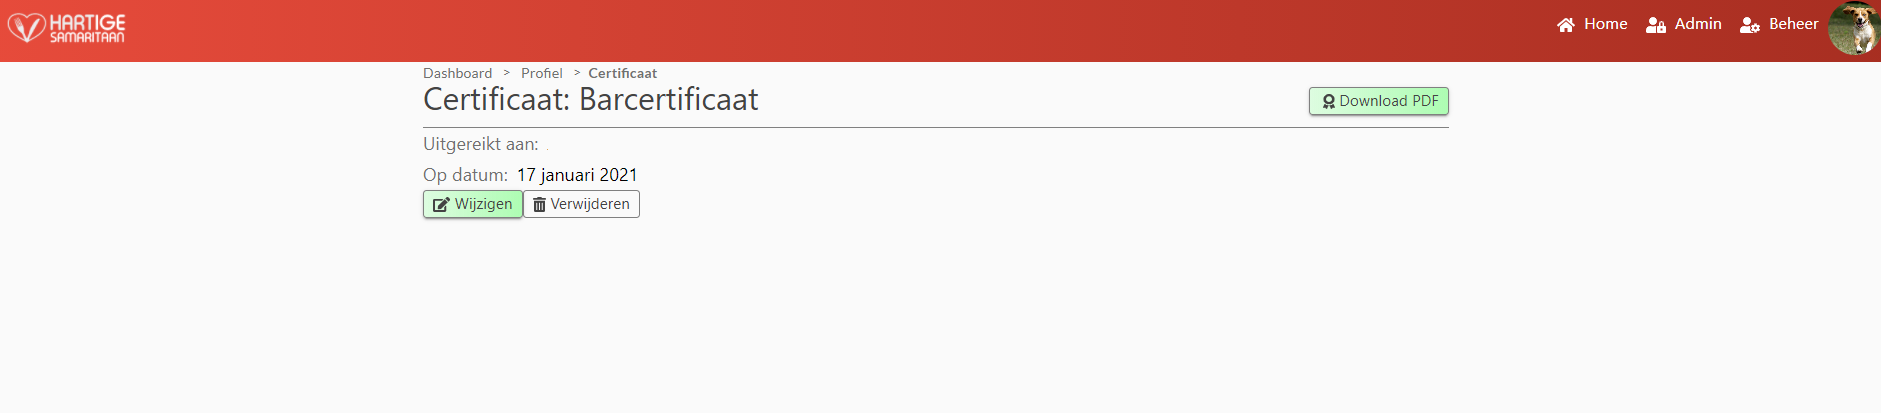 HARTIGE
SAMARITAAN
Home Admin Beheer
Dashboard > Profiel > Certificaat
Certificaat: Barcertificaat
Download PDF
Uitgereikt aan:
Op datum: 17 januari 2021
Wijzigen Verwijderen